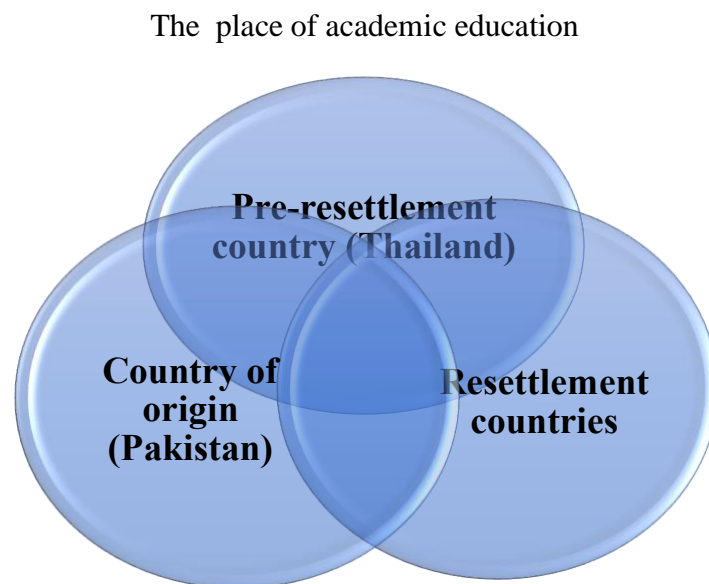 The place of academic education
Pre-resettlement
country (Thailand)
Country of
origin
(Pakistan)
Resettlement
countries